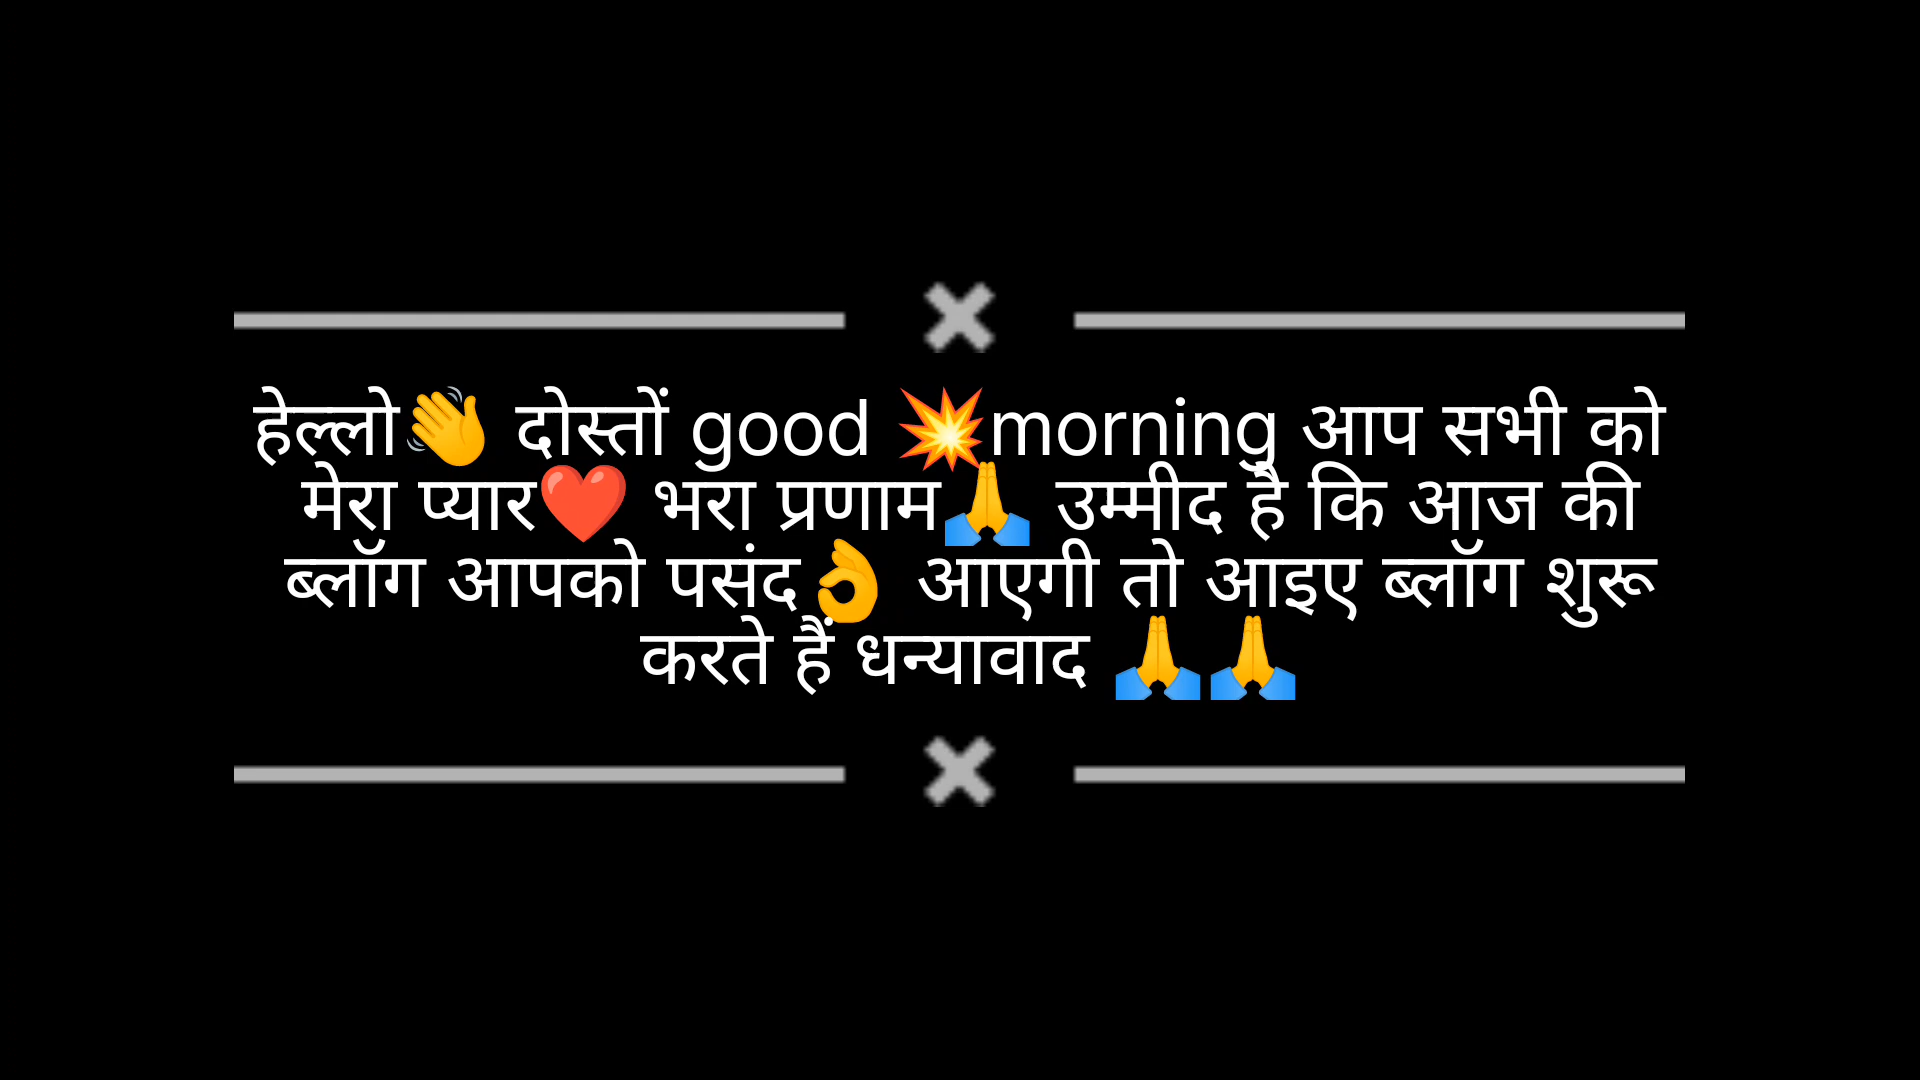 हेल्लो👋 दोस्तों good 💥morning आप सभी को
मेरा प्यार❤️ भरा प्रणाम🙏 उम्मीद है कि आज की
ब्लॉग आपको पसंद👌 आएगी तो आइए ब्लॉग शुरू
करते हैं धन्यावाद 🙏🙏